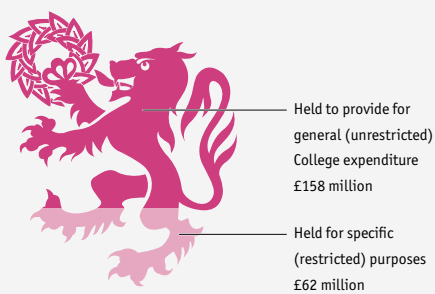 Held to provide for
general (unrestricted)
College expenditure
£158 million
Held for specific
(restricted) purposes
£62 million